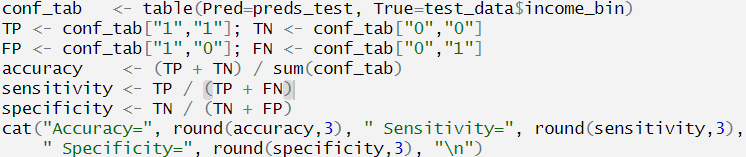 conf_tab   <- table(Pred=preds_test, True=test_data$income_bin)
TP <- conf_tab["1","1"]; TN <- conf_tab["0","0"]
FP <- conf_tab["1","0"]; FN <- conf_tab["0","1"]
accuracy    <- (TP + TN) / sum(conf_tab)
sensitivity <- TP / (TP + FN)
specificity <- TN / (TN + FP)
cat("Accuracy=", round(accuracy,3), " Sensitivity=", round(sensitivity,3),
    " Specificity=", round(specificity,3), "\n")